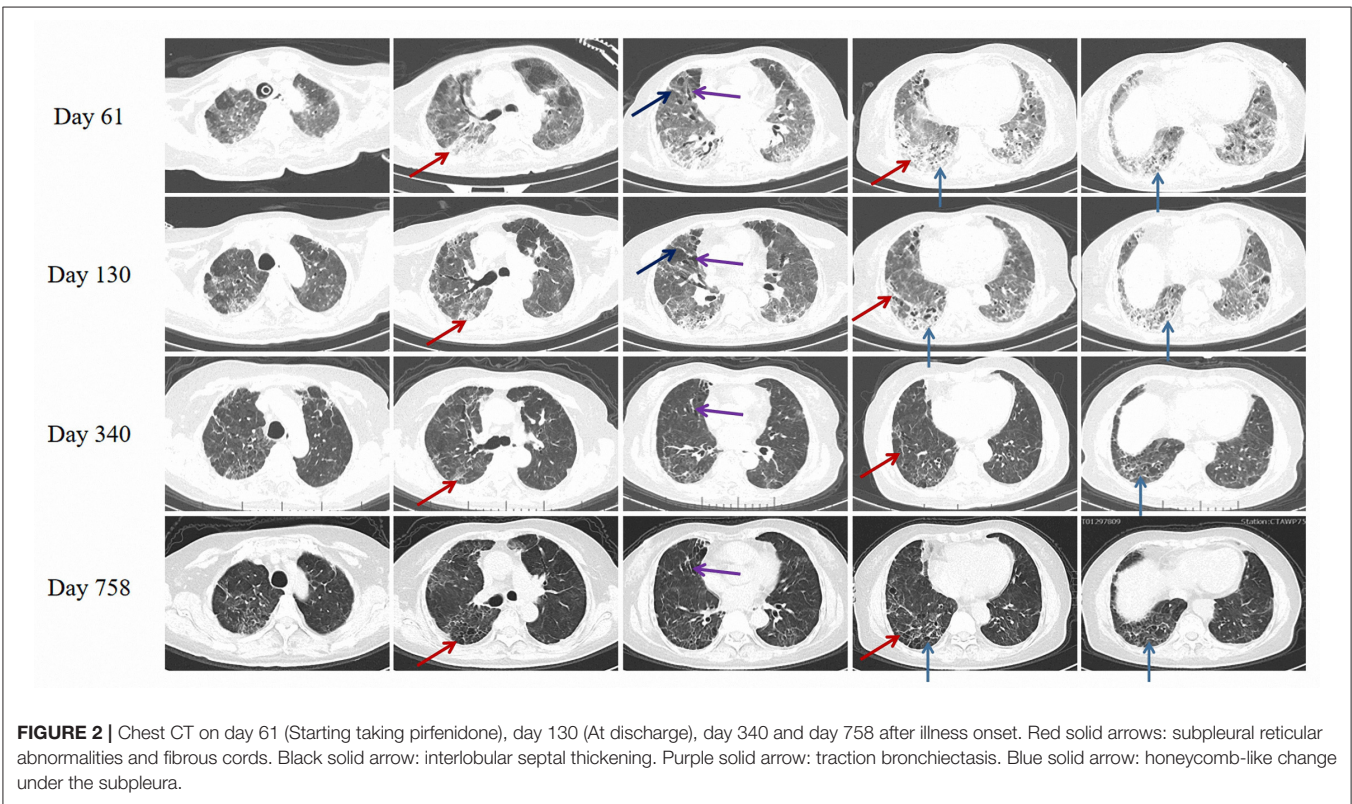 Day 61
Day 130
Day 340
T01297809
Station:CTAWP75
Day 758
FIGURE 2 | Chest CT on day 61 (Starting taking pirfenidone), day 130 (At discharge), day 340 and day 758 after illness onset. Red solid arrows: subpleural reticular
abnormalities and fibrous cords. Black solid arrow: interlobular septal thickening. Purple solid arrow: traction bronchiectasis. Blue solid arrow: honeycomb-like change
under the subpleura.